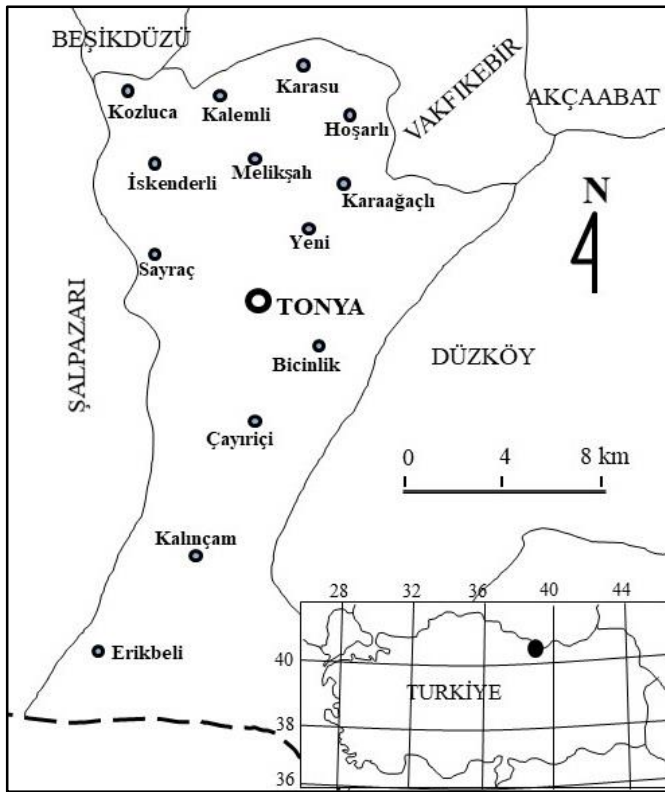 BEŞİKDÜZÜ
VAKFIKEBİR
AKÇAABAT
Karasu
Kozluca
Kalemli
Hoşarlı
Melikşah
İskenderli
Karaağaçlı
N
Yeni
Sayraç
ŞALPAZARI
TONYA
Bicinlik
DÜZKÖY
Çayıriçi
0 4 8 km
Kalınçam
Erikbeli
28 32 36 40 44
40
TURKİYE
38
36